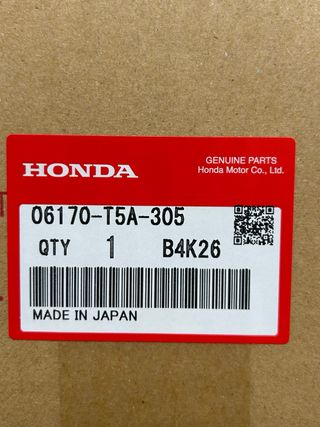 HONDA
GENUINE PARTS
Honda Motor Co., Ltd.
06170-T5A-305
QTY 1 B4K26
MADE IN JAPAN